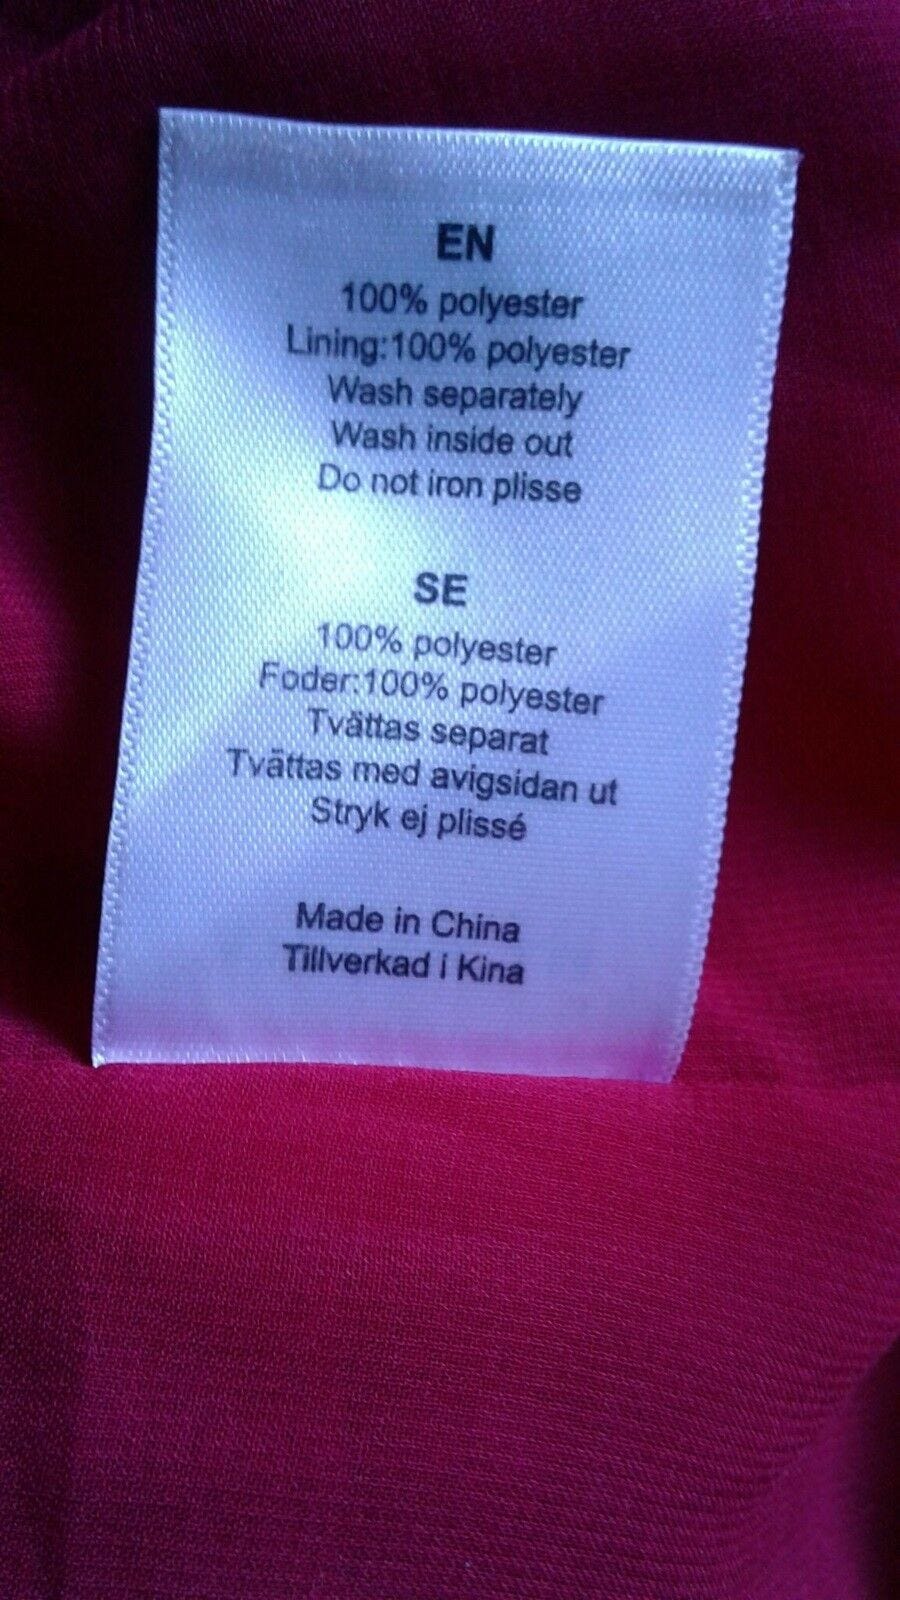 EN
100% polyester
Lining:100% polyester
Wash separately
Wash inside out
Do not iron plisse
SE
100% polyester
Foder:100% polyester
Tvättas separat
Tvättas med avigsidan ut
Stryk ej plissé
Made in China
Tillverkad i Kina